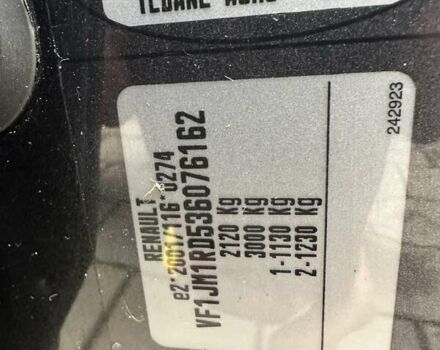 RENAULT
e2*2001/116*0274
VF1JM1RD536076162
2120 Kg
3000 Kg
1-1130 Kg
2-1230 Kg
242923